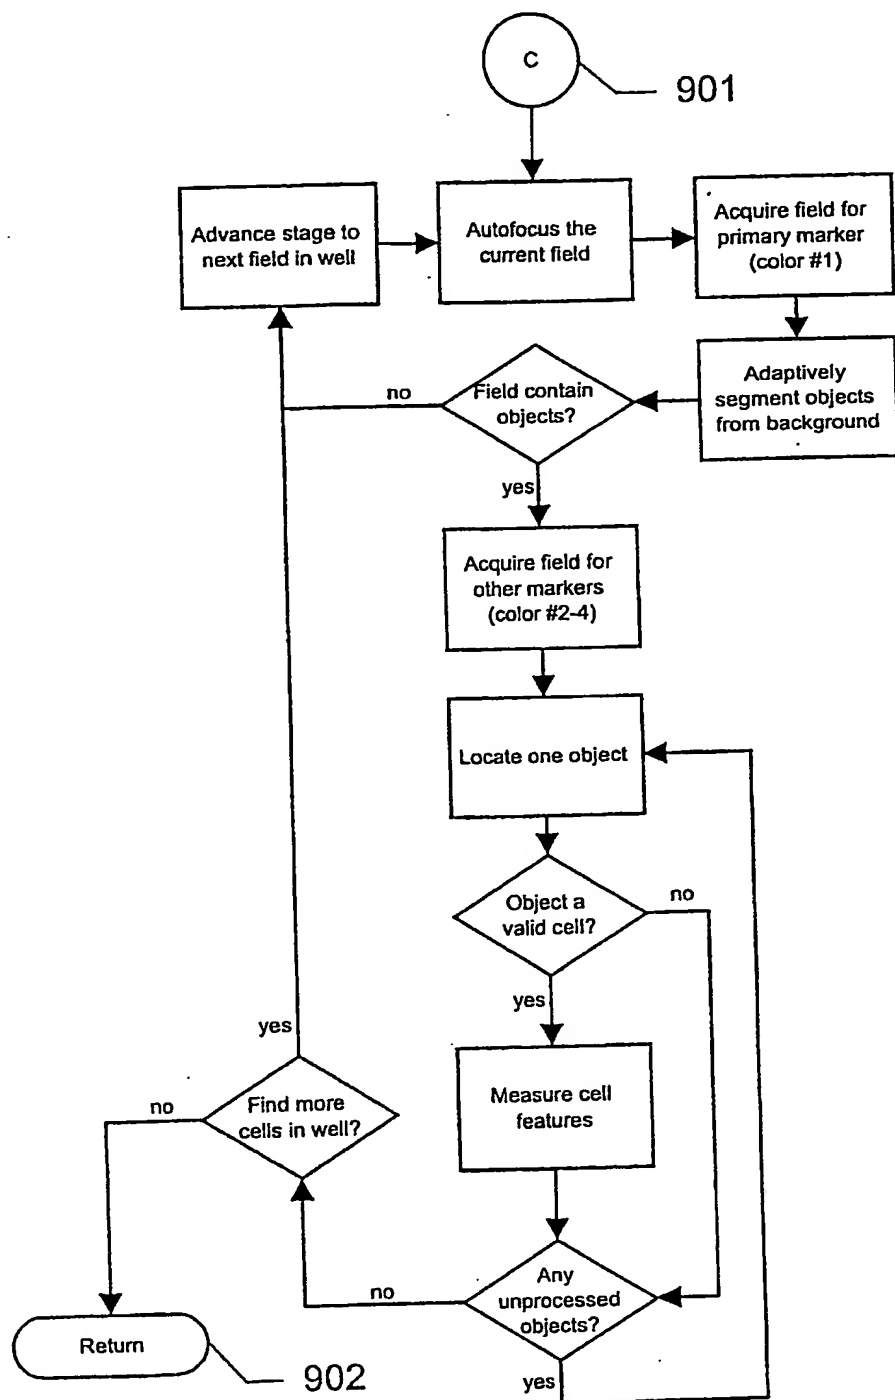 C
901
Advance stage to
next field in well
Autofocus the
current field
Acquire field for
primary marker
(color #1)
Adaptively
segment objects
from background
Field contain
objects?
no
yes
Acquire field for
other markers
(color #2-4)
Locate one object
Object a
valid cell?
no
yes
Measure cell
features
yes
Find more
cells in well?
no
Any
unprocessed
objects?
no
yes
Return
902